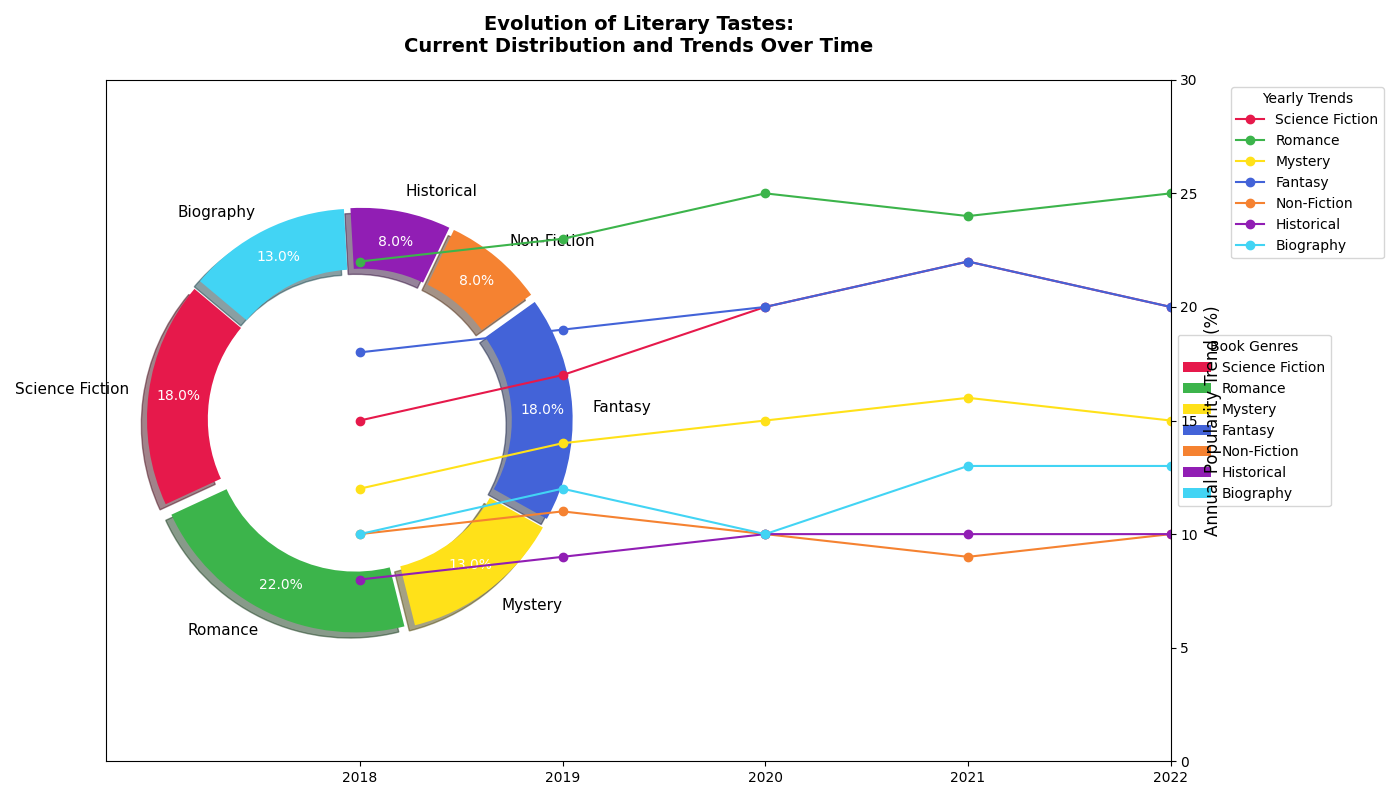 Evolution of Literary Tastes:
Current Distribution and Trends Over Time
Yearly Trends
Science Fiction
Romance
Mystery
Fantasy
Non-Fiction
Historical
Biography
Book Genres
Science Fiction
Romance
Mystery
Fantasy
Non-Fiction
Historical
Biography
Annual Popularity Trend (%)
30
25
20
15
10
5
0
2018
2019
2020
2021
2022
Historical
8.0%
Biography
13.0%
Non-Fiction
8.0%
Science Fiction
18.0%
Fantasy
18.0%
Romance
22.0%
Mystery
13.0%